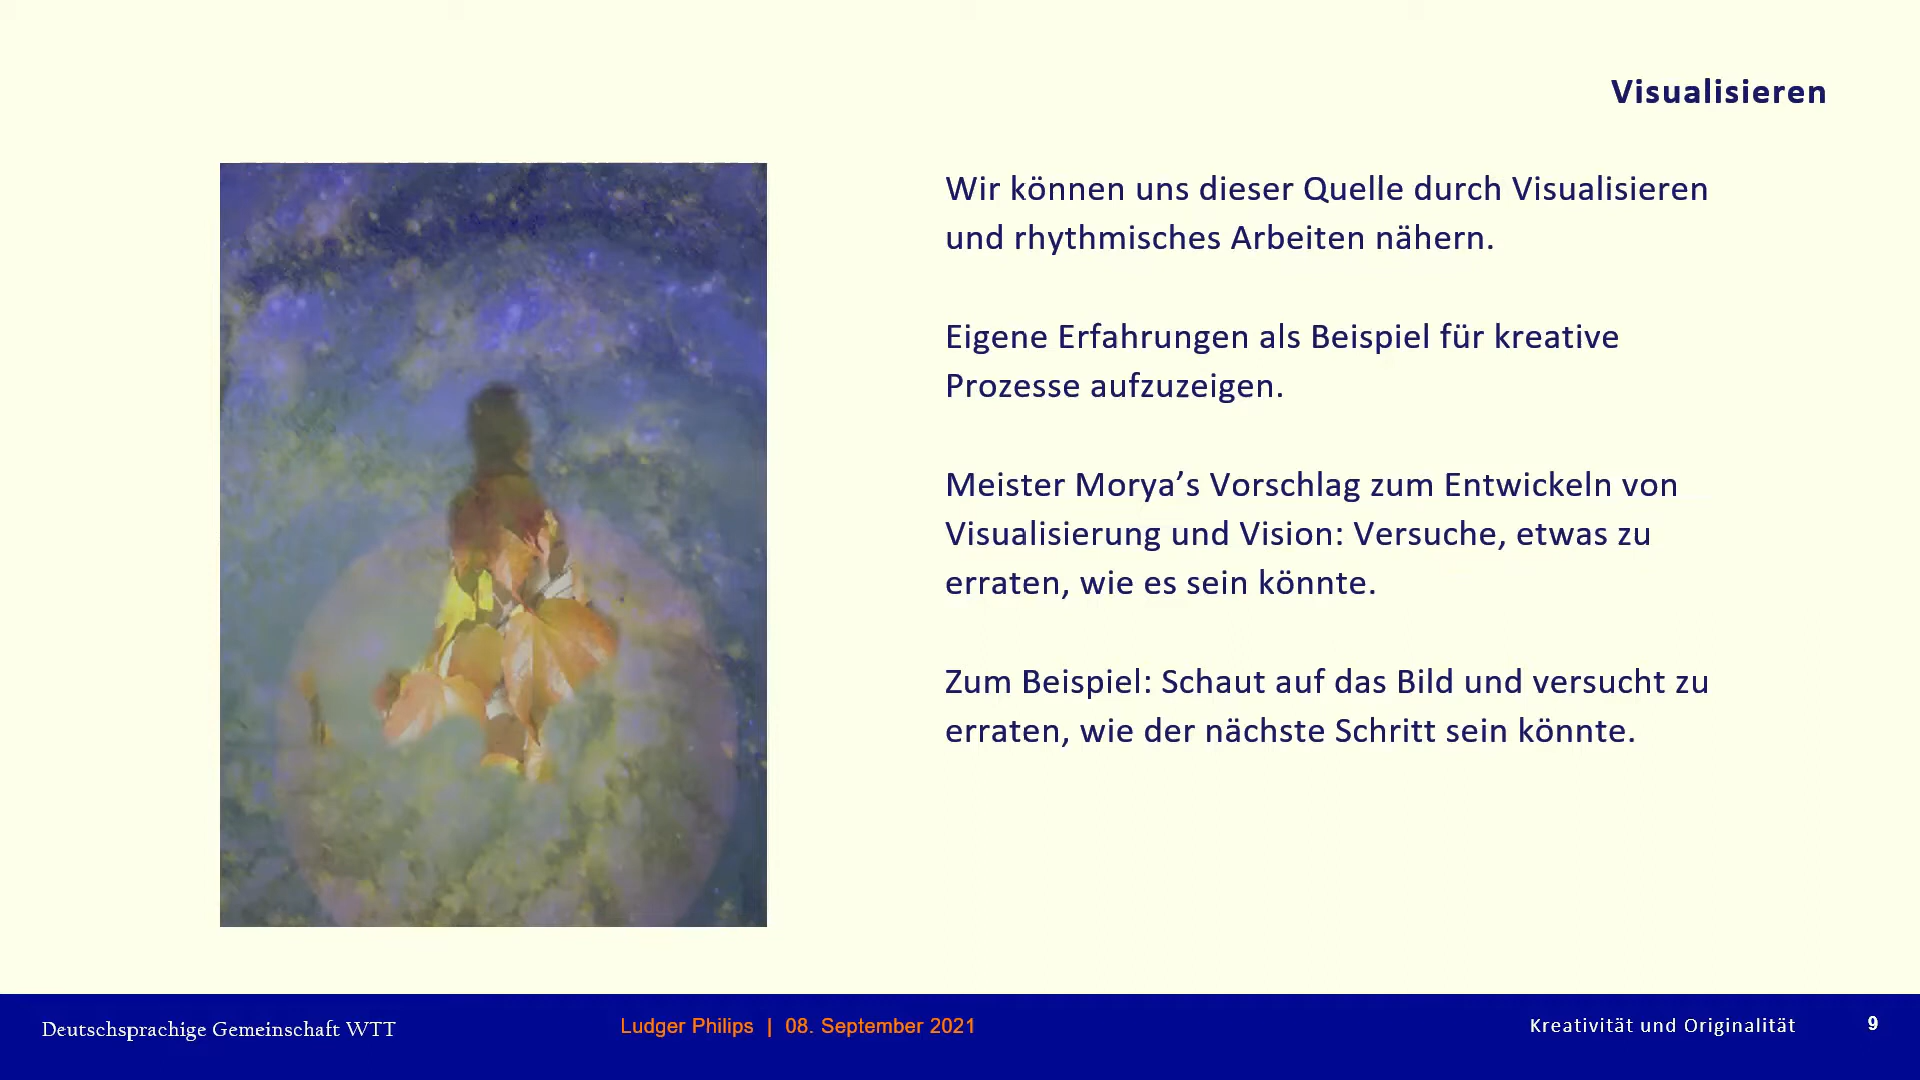 Visualisieren
Wir können uns dieser Quelle durch Visualisieren
und rhythmisches Arbeiten nähern.
Eigene Erfahrungen als Beispiel für kreative
Prozesse aufzuzeigen.
Meister Morya’s Vorschlag zum Entwickeln von
Visualisierung und Vision: Versuche, etwas zu
erraten, wie es sein könnte.
Zum Beispiel: Schaut auf das Bild und versucht zu
erraten, wie der nächste Schritt sein könnte.
Deutschsprachige Gemeinschaft WTT
Ludger Philips | 08. September 2021
Kreativität und Originalität
9